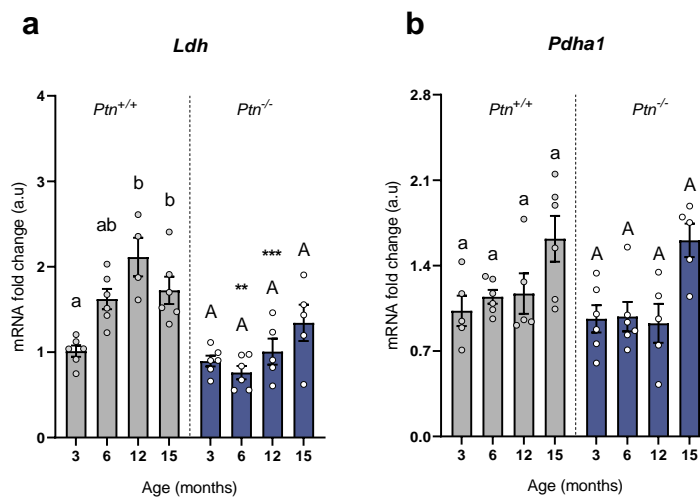 a
Ldh
mRNA fold change (a.u)
4
3
2
1
0
Ptn+/+
Ptn-/-
a
ab
b
b
A
**
A
***
A
A
3 6 12 15 3 6 12 15
Age (months)
b
Pdha1
mRNA fold change (a.u)
2.8
2.1
1.4
0.7
0.0
Ptn+/+
Ptn-/-
a
a
a
a
A
A
A
A
3 6 12 15 3 6 12 15
Age (months)